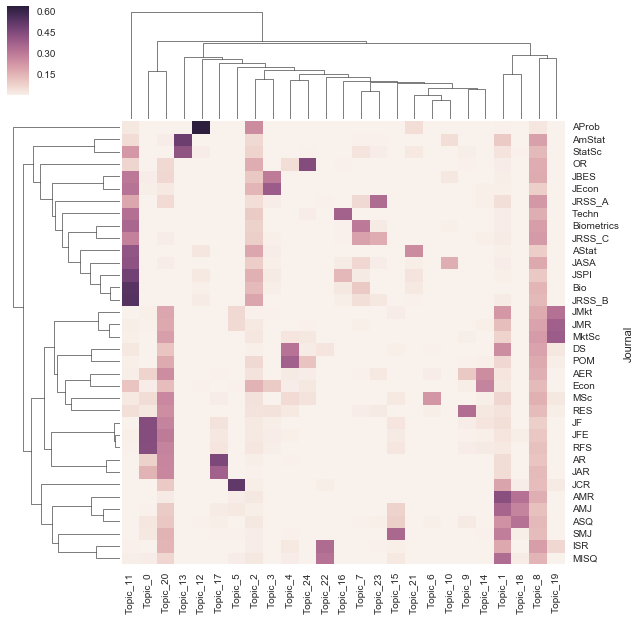 0.60
0.45
0.30
0.15
AProb
AmStat
StatSc
OR
JBES
JEcon
JRSS_A
Techn
Biometrics
JRSS_C
AStat
JASA
JSPI
Bio
JRSS_B
JMkt
JMR
MktSc
DS
POM
AER
Econ
MSc
RES
JF
JFE
RFS
AR
JAR
JCR
AMR
AMJ
ASQ
SMJ
ISR
MISQ
Journal
Topic_11
Topic_0
Topic_20
Topic_13
Topic_12
Topic_17
Topic_5
Topic_2
Topic_3
Topic_4
Topic_24
Topic_22
Topic_16
Topic_7
Topic_23
Topic_15
Topic_21
Topic_6
Topic_10
Topic_9
Topic_14
Topic_1
Topic_18
Topic_8
Topic_19